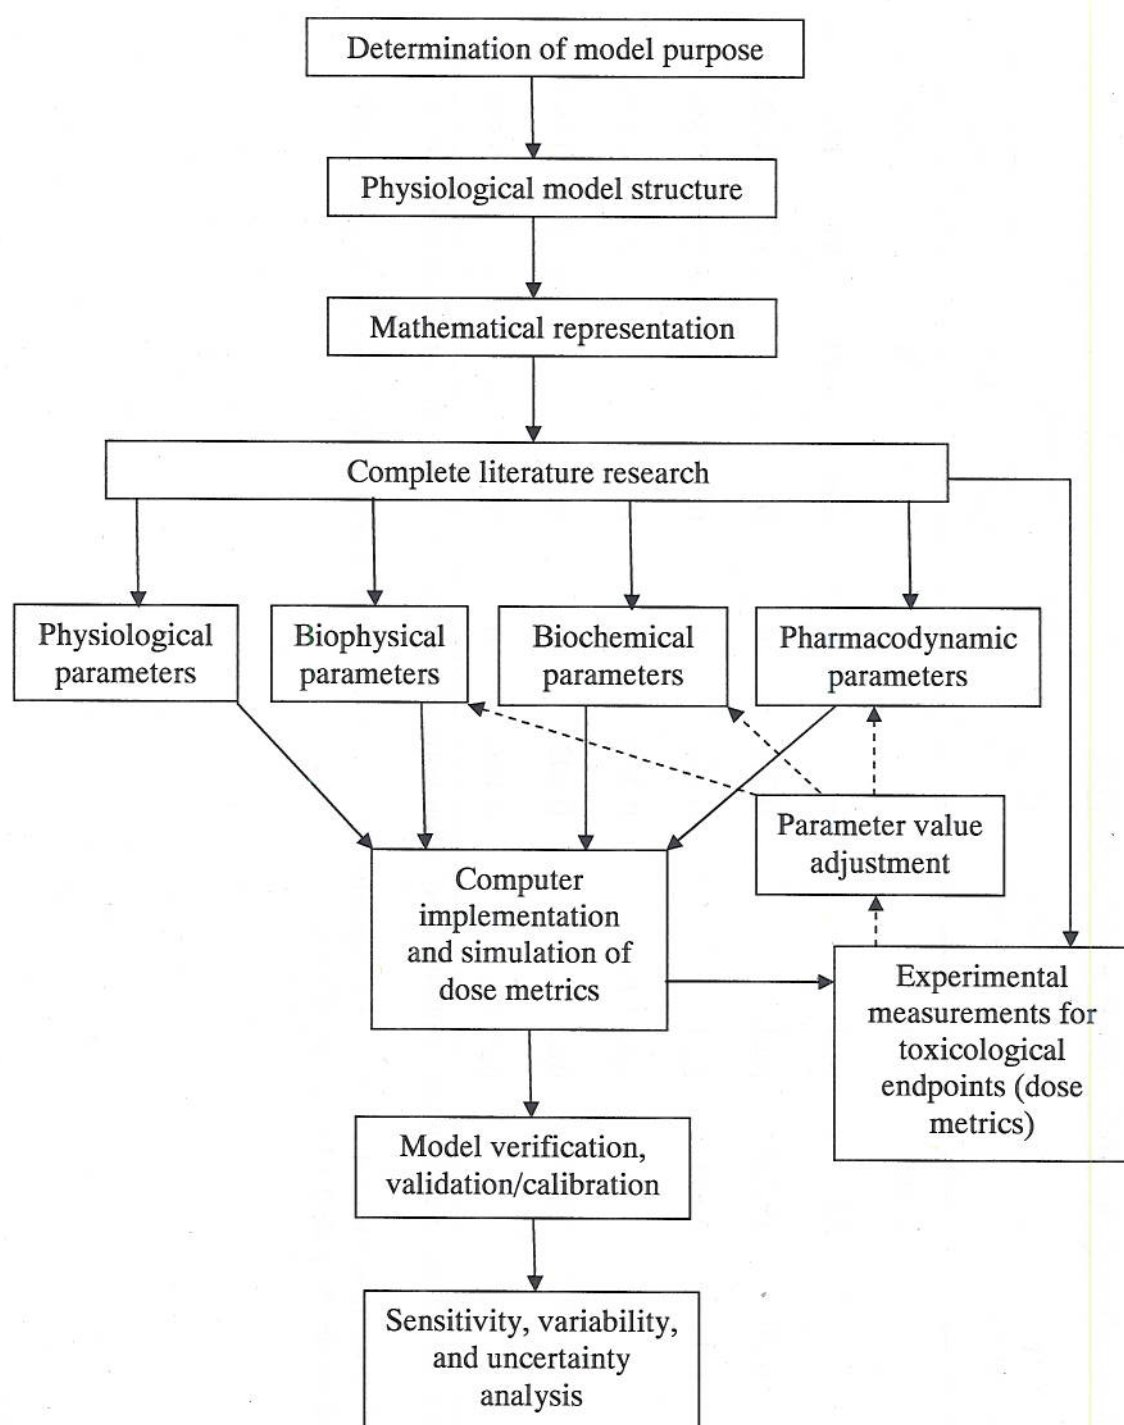 Determination of model purpose
Physiological model structure
Mathematical representation
Complete literature research
Physiological
parameters
Biophysical
parameters
Biochemical
parameters
Pharmacodynamic
parameters
Parameter value
adjustment
Computer
implementation
and simulation of
dose metrics
Experimental
measurements for
toxicological
endpoints (dose
metrics)
Model verification,
validation/calibration
Sensitivity, variability,
and uncertainty
analysis